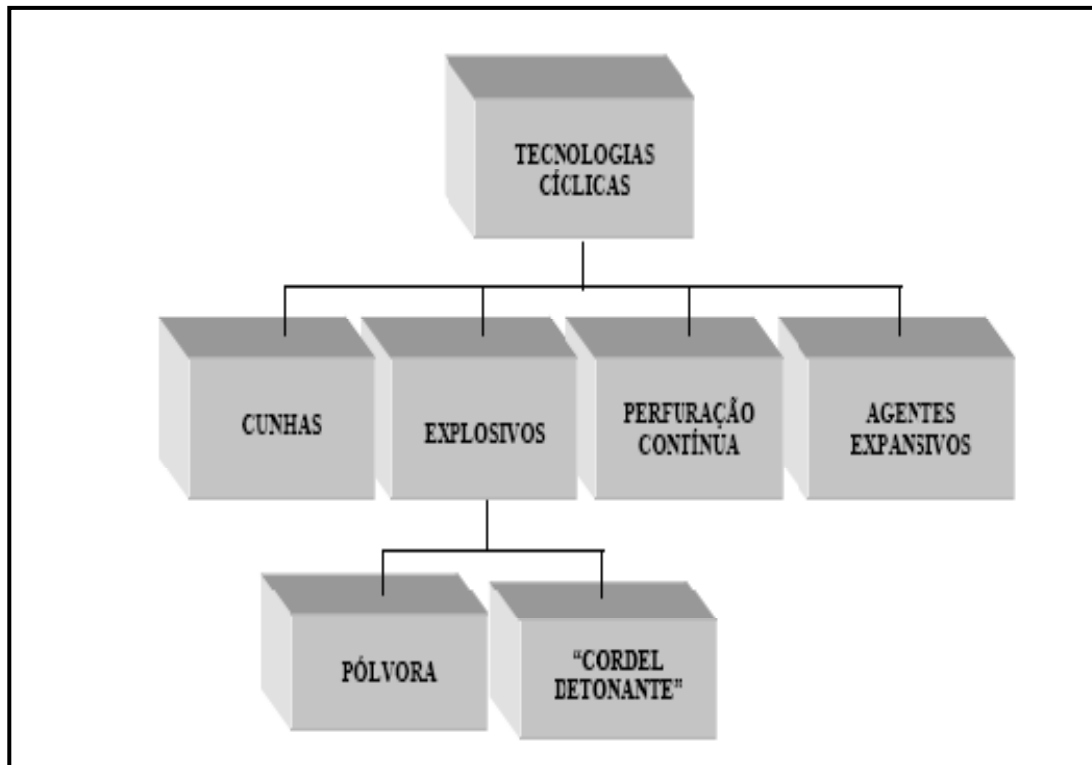 TECNOLOGIAS
CÍCLICAS
CUNHAS
EXPLOSIVOS
PERFURAÇÃO
CONTÍNUA
AGENTES
EXPANSIVOS
PÓLVORA
“CORDEL
DETONANTE”